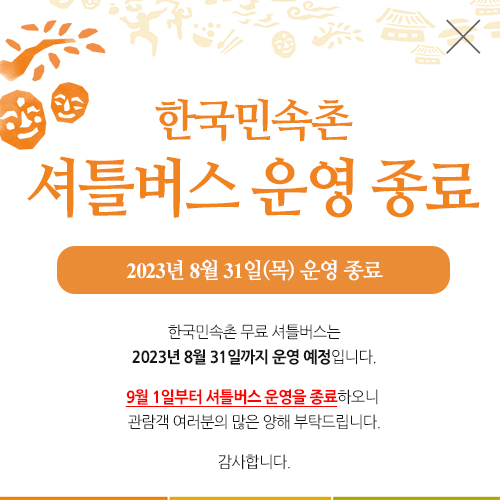 한국민속촌
셔틀버스 운영 종료
2023년 8월 31일(목) 운영 종료
한국민속촌 무료 셔틀버스는
2023년 8월 31일까지 운영 예정입니다.
9월 1일부터 셔틀버스 운영을 종료하오니
관람객 여러분의 많은 양해 부탁드립니다.
감사합니다.